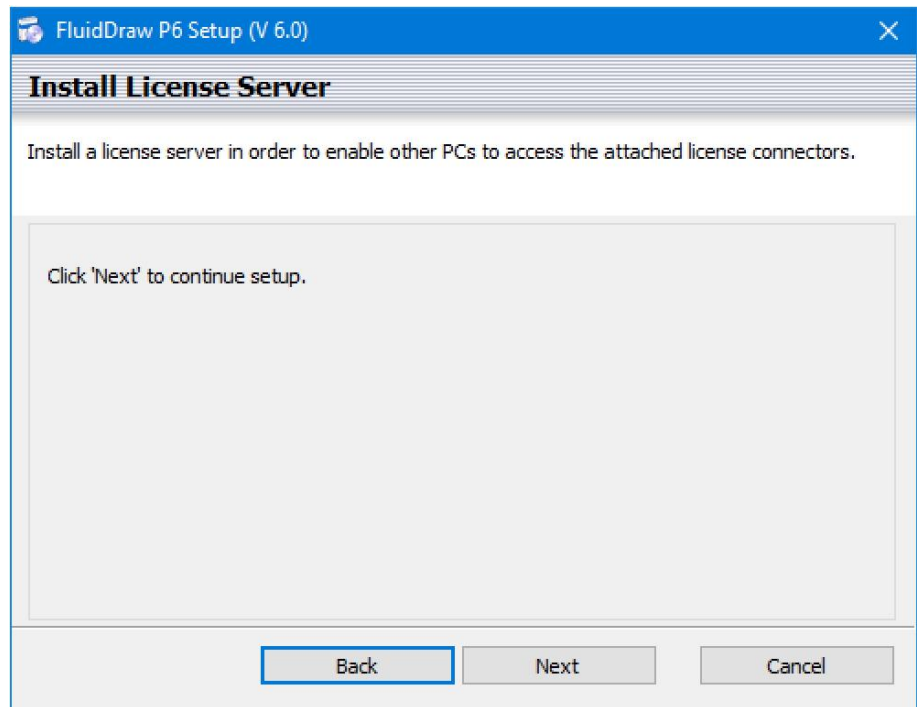 FluidDraw P6 Setup (V 6.0)
Install License Server
Install a license server in order to enable other PCs to access the attached license connectors.
Click 'Next' to continue setup.
Back Next Cancel